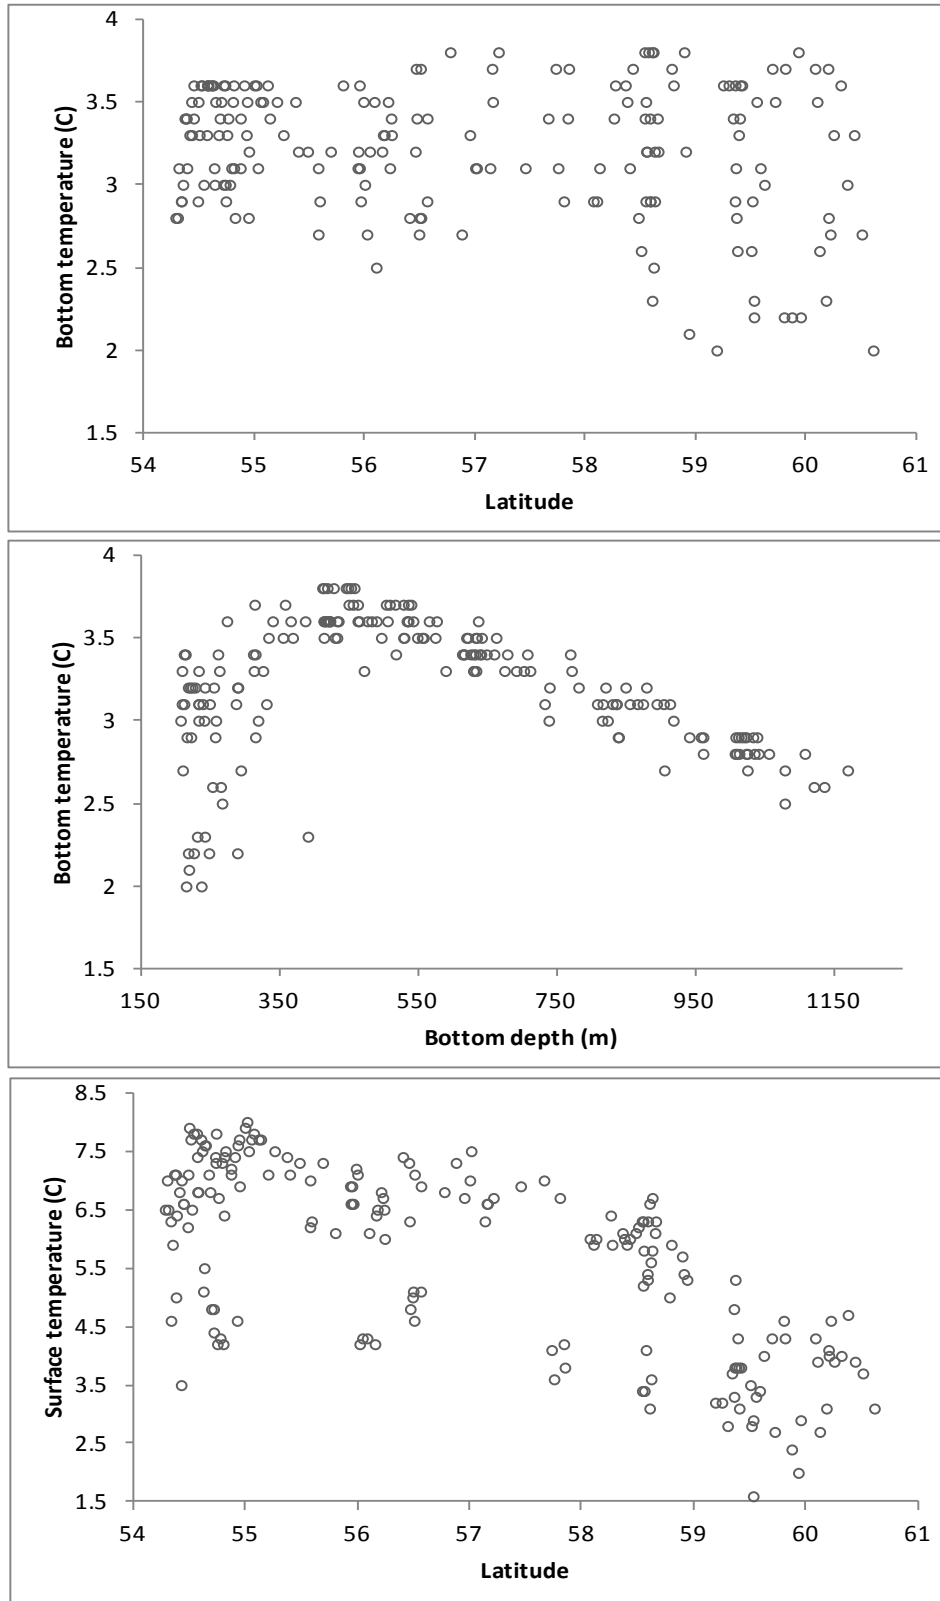 4
3.5
3
2.5
2
1.5
Bottom temperature (C)
54 55 56 57 58 59 60 61
Latitude
4
3.5
3
2.5
2
1.5
Bottom temperature (C)
150 350 550 750 950 1150
Bottom depth (m)
8.5
7.5
6.5
5.5
4.5
3.5
2.5
1.5
Surface temperature (C)
54 55 56 57 58 59 60 61
Latitude